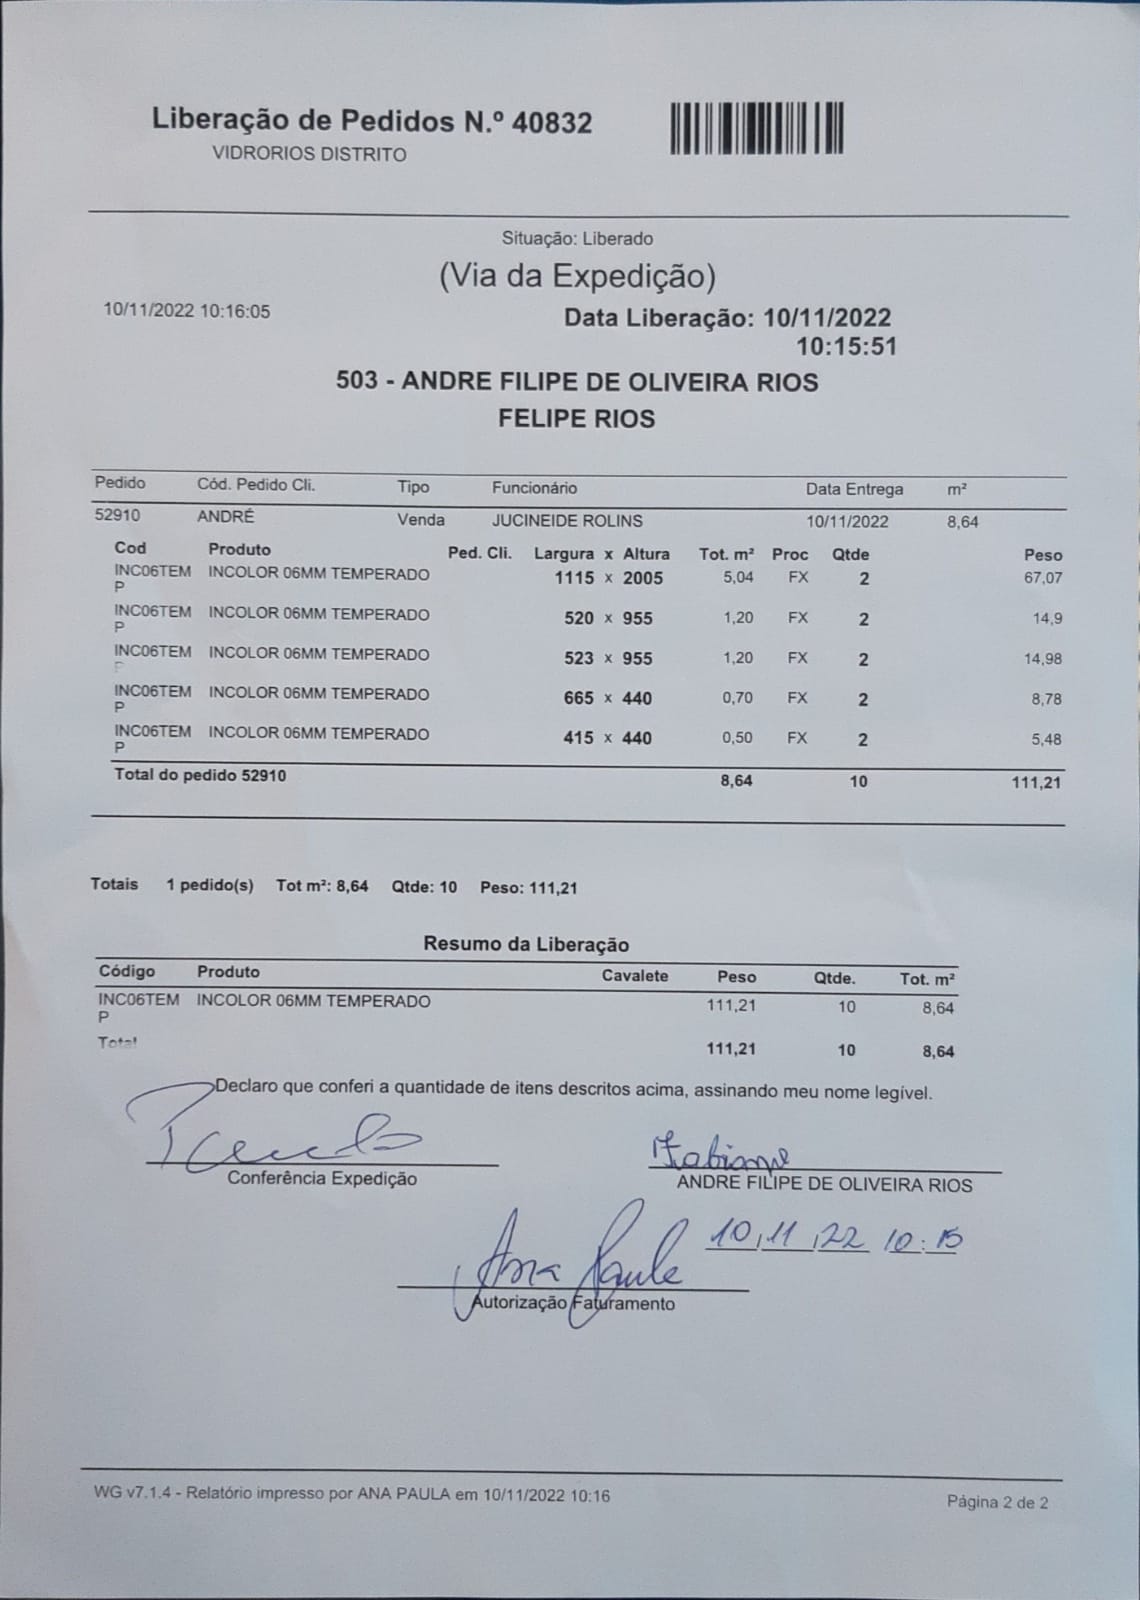 Liberação de Pedidos N.º 40832
VIDRORIOS DISTRITO
Situação: Liberado
(Via da Expedição)
10/11/2022 10:16:05
Data Liberação: 10/11/2022
10:15:51
503 - ANDRE FILIPE DE OLIVEIRA RIOS
FELIPE RIOS
Pedido Cód. Pedido Cli. Tipo Funcionário Data Entrega m²
52910 ANDRÉ Venda JUCINEIDE ROLINS 10/11/2022 8,64
Cod Produto Ped. Cli. Largura x Altura Tot. m² Proc Qtde Peso
INC06TEM INCOLOR 06MM TEMPERADO 1115 x 2005 5,04 FX 2 67,07
P
INC06TEM INCOLOR 06MM TEMPERADO 520 x 955 1,20 FX 2 14,9
P
INC06TEM INCOLOR 06MM TEMPERADO 523 x 955 1,20 FX 2 14,98
P
INC06TEM INCOLOR 06MM TEMPERADO 665 x 440 0,70 FX 2 8,78
P
INC06TEM INCOLOR 06MM TEMPERADO 415 x 440 0,50 FX 2 5,48
P
Total do pedido 52910 8,64 10 111,21
Totais 1 pedido(s) Tot m²: 8,64 Qtde: 10 Peso: 111,21
Resumo da Liberação
Código Produto Cavalete Peso Qtde. Tot. m²
INC06TEM INCOLOR 06MM TEMPERADO 111,21 10 8,64
P
Total 111,21 10 8,64
Declaro que conferi a quantidade de itens descritos acima, assinando meu nome legível.
Fabiane
Conferência Expedição ANDRE FILIPE DE OLIVEIRA RIOS
Ana Paula 10/11/22 10:15
Autorização Faturamento
WG v7.1.4 - Relatório impresso por ANA PAULA em 10/11/2022 10:16
Página 2 de 2